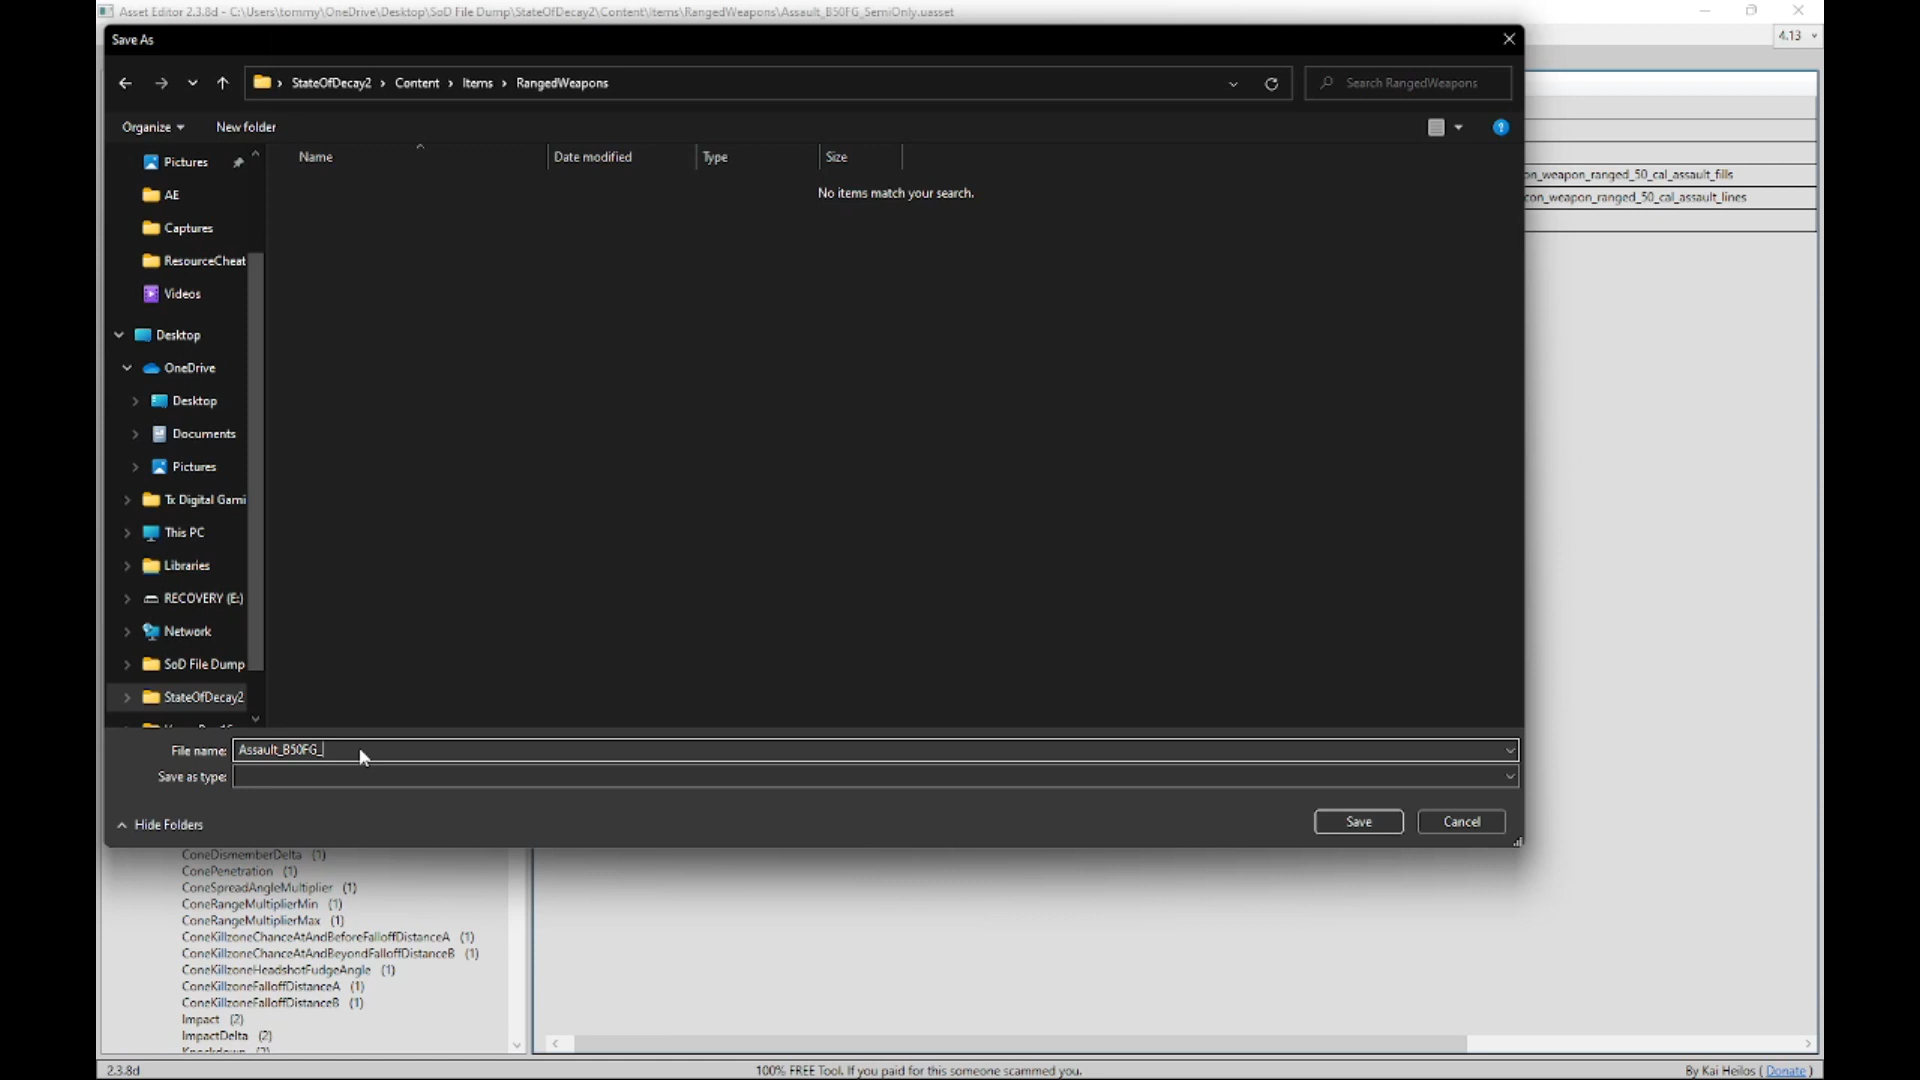 Asset Editor 2.3.8d - C:\Users\tommy\OneDrive\Desktop\SoD File Dump\StateOfDecay2\Content\Items\RangedWeapons\Assault_B50FG_SemiOnly.uasset
4.13
Save As
StateOfDecay2 > Content > Items > RangedWeapons
Search RangedWeapons
Organize
New folder
Name
Date modified
Type
Size
No items match your search.
Pictures
AE
Captures
ResourceCheat
Videos
Desktop
OneDrive
Desktop
Documents
Pictures
Tx Digital Gami
This PC
Libraries
RECOVERY (E:)
Network
SoD File Dump
StateOfDecay2
on_weapon_ranged_50_cal_assault_fills
con_weapon_ranged_50_cal_assault_lines
File name: Assault_B50FG_
Save as type:
Hide Folders
Save
Cancel
ConeDismemberDelta (1)
ConePenetration (1)
ConeSpreadAngleMultiplier (1)
ConeRangeMultiplierMin (1)
ConeRangeMultiplierMax (1)
ConeKillzoneChanceAtAndBeforeFalloffDistanceA (1)
ConeKillzoneChanceAtAndBeyondFalloffDistanceB (1)
ConeKillzoneHeadshotFudgeAngle (1)
ConeKillzoneFalloffDistanceA (1)
ConeKillzoneFalloffDistanceB (1)
Impact (2)
ImpactDelta (2)
2.3.8d
100% FREE Tool. If you paid for this someone scammed you.
By Kai Heilos ( Donate )